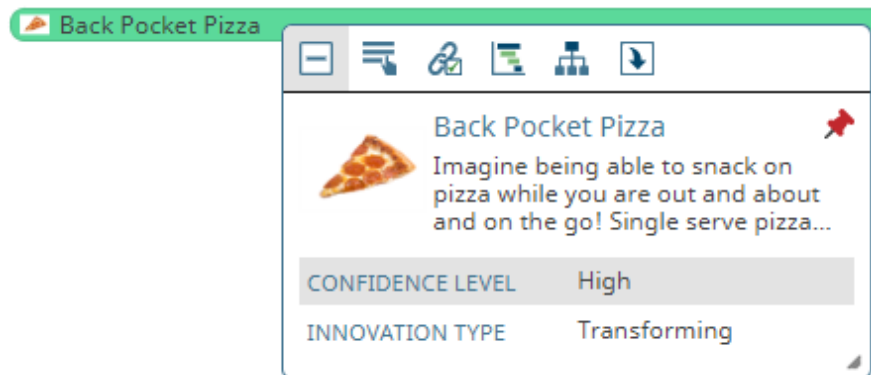 Back Pocket Pizza
Back Pocket Pizza
Imagine being able to snack on
pizza while you are out and about
and on the go! Single serve pizza...
CONFIDENCE LEVEL High
INNOVATION TYPE Transforming